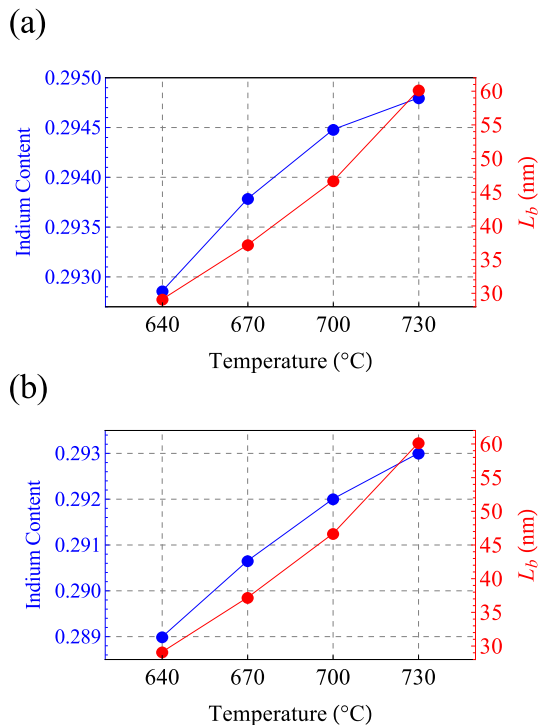 (a)
0.2950
0.2945
0.2940
0.2935
0.2930
Indium Content
60
55
50
45
40
35
30
L_b (nm)
640 670 700 730
Temperature (°C)
(b)
0.293
0.292
0.291
0.290
0.289
Indium Content
60
55
50
45
40
35
30
L_b (nm)
640 670 700 730
Temperature (°C)